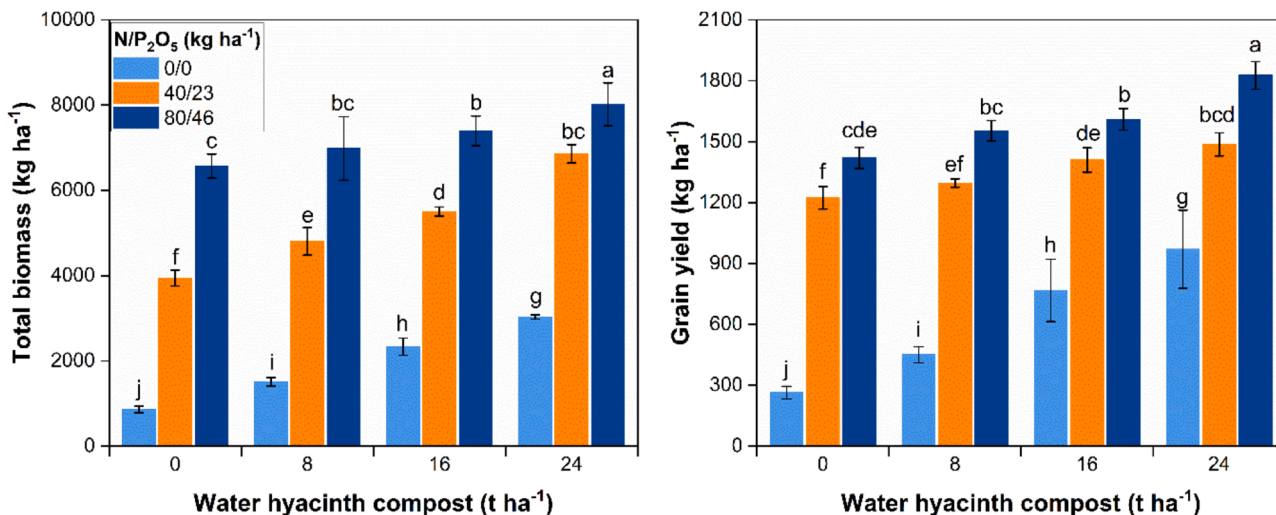 10000
8000
6000
4000
2000
0
Total biomass (kg ha⁻¹)
N/P₂O₅ (kg ha⁻¹)
0/0
40/23
80/46
j
f
c
i
e
bc
h
d
b
g
bc
a
0
8
16
24
Water hyacinth compost (t ha⁻¹)
2100
1800
1500
1200
900
600
300
0
Grain yield (kg ha⁻¹)
j
f
cde
i
ef
bc
h
de
b
g
bcd
a
0
8
16
24
Water hyacinth compost (t ha⁻¹)